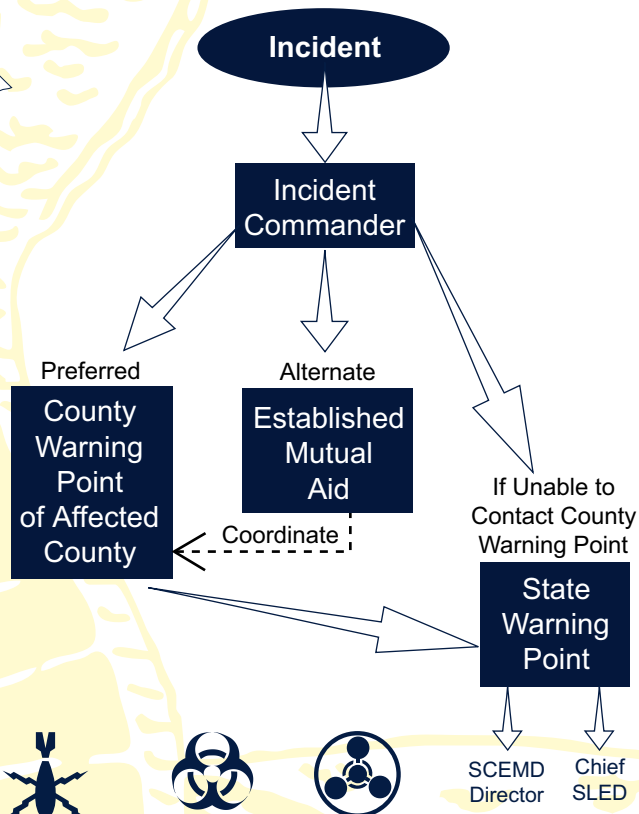 Incident
Incident
Commander
Preferred
County
Warning
Point
of Affected
County
Alternate
Established
Mutual
Aid
Coordinate
If Unable to
Contact County
Warning Point
State
Warning
Point
SCEMD
Director
Chief
SLED